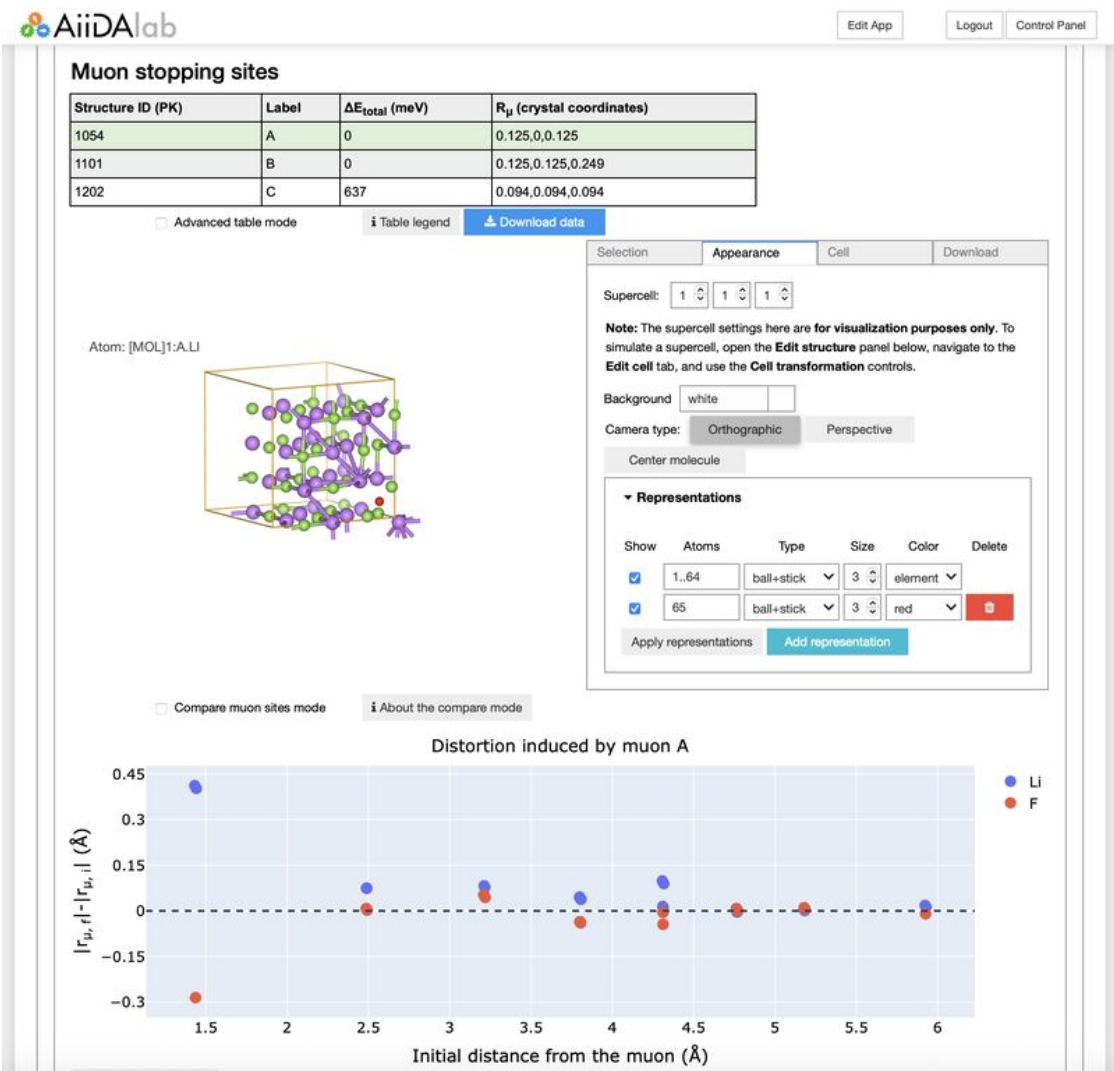 AiiDAlab
Edit App Logout Control Panel
Muon stopping sites
Structure ID (PK) Label ΔEtotal (meV) Rμ (crystal coordinates)
1054 A 0 0.125,0,0.125
1101 B 0 0.125,0.125,0.249
1202 C 637 0.094,0.094,0.094
Advanced table mode i Table legend Download data
Selection Appearance Cell Download
Supercell: 1 1 1
Note: The supercell settings here are for visualization purposes only. To
simulate a supercell, open the Edit structure panel below, navigate to the
Edit cell tab, and use the Cell transformation controls.
Atom: [MOL]1:A.LI
Background white
Camera type: Orthographic Perspective
Center molecule
Representations
Show Atoms Type Size Color Delete
1..64 ball+stick 3 element
65 ball+stick 3 red
Apply representations Add representation
Compare muon sites mode i About the compare mode
Distortion induced by muon A
Li
F
|rμ, f|-|rμ, i| (Å)
0.45
0.3
0.15
0
−0.15
−0.3
1.5 2 2.5 3 3.5 4 4.5 5 5.5 6
Initial distance from the muon (Å)